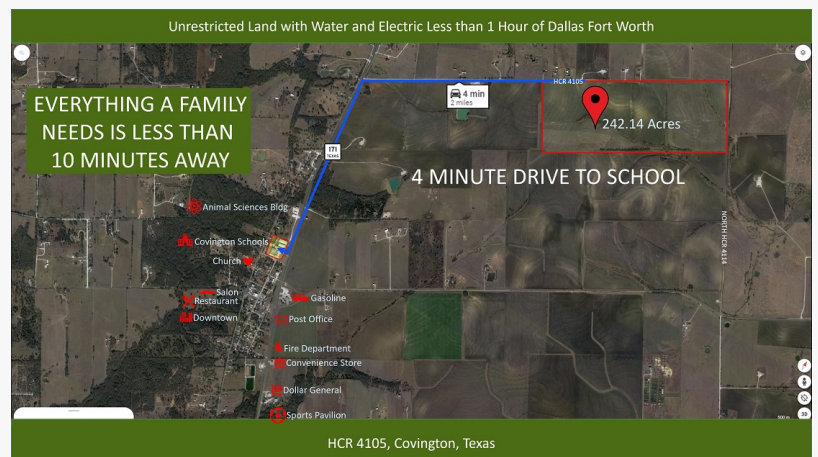 Unrestricted Land with Water and Electric Less than 1 Hour of Dallas Fort Worth
HCR 4105
EVERYTHING A FAMILY
NEEDS IS LESS THAN
10 MINUTES AWAY
4 min
2 miles
242.14 Acres
171
TEXAS
4 MINUTE DRIVE TO SCHOOL
Animal Sciences Bldg
171
Covington Schools
Church
NORTH HCR 4114
Salon
Restaurant
Gasoline
Downtown
Post Office
Fire Department
Convenience Store
Dollar General
Sports Pavilion
3D
HCR 4105, Covington, Texas